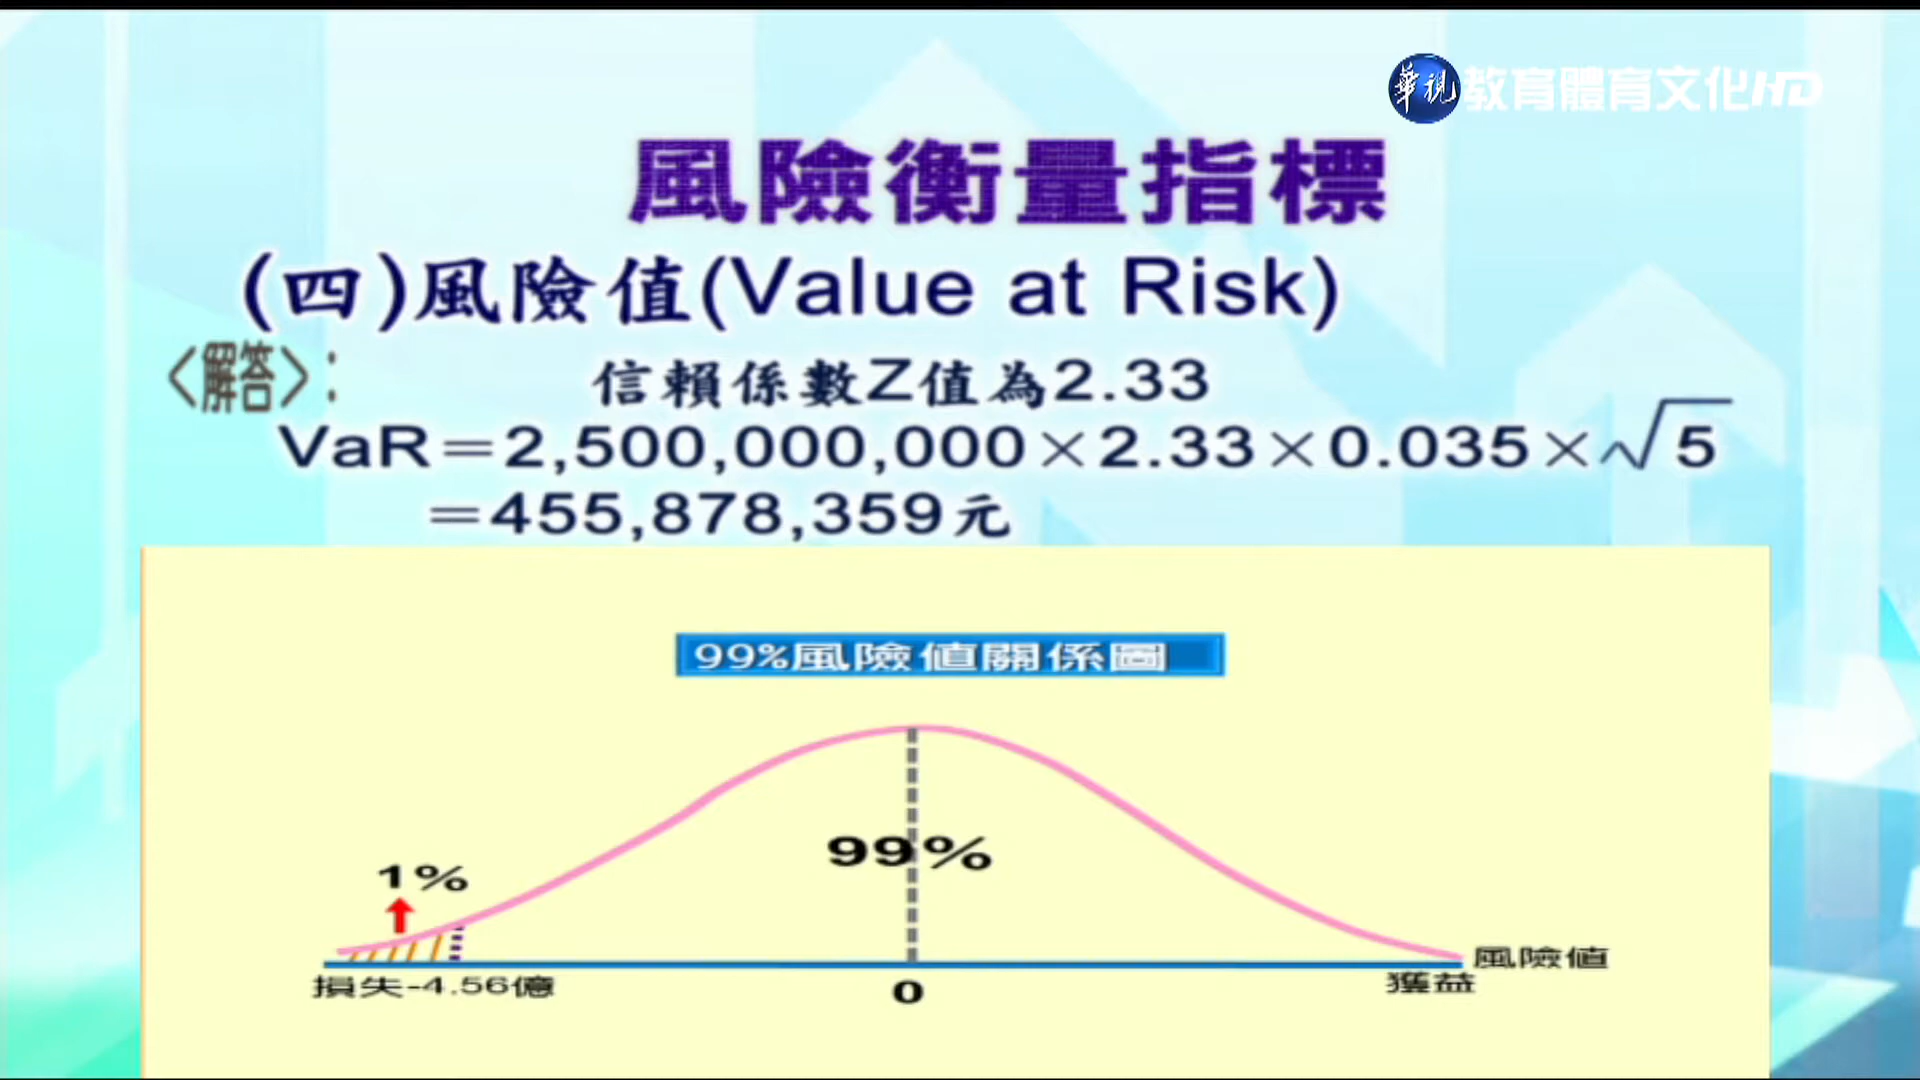 華視 教育體育文化HD
風險衡量指標
(四)風險值(Value at Risk)
〈解答〉：
信賴係數Z值為2.33
VaR＝2,500,000,000×2.33×0.035×√5
＝455,878,359元
99%風險值關係圖
99%
1%
風險值
損失-4.56億
0
獲益